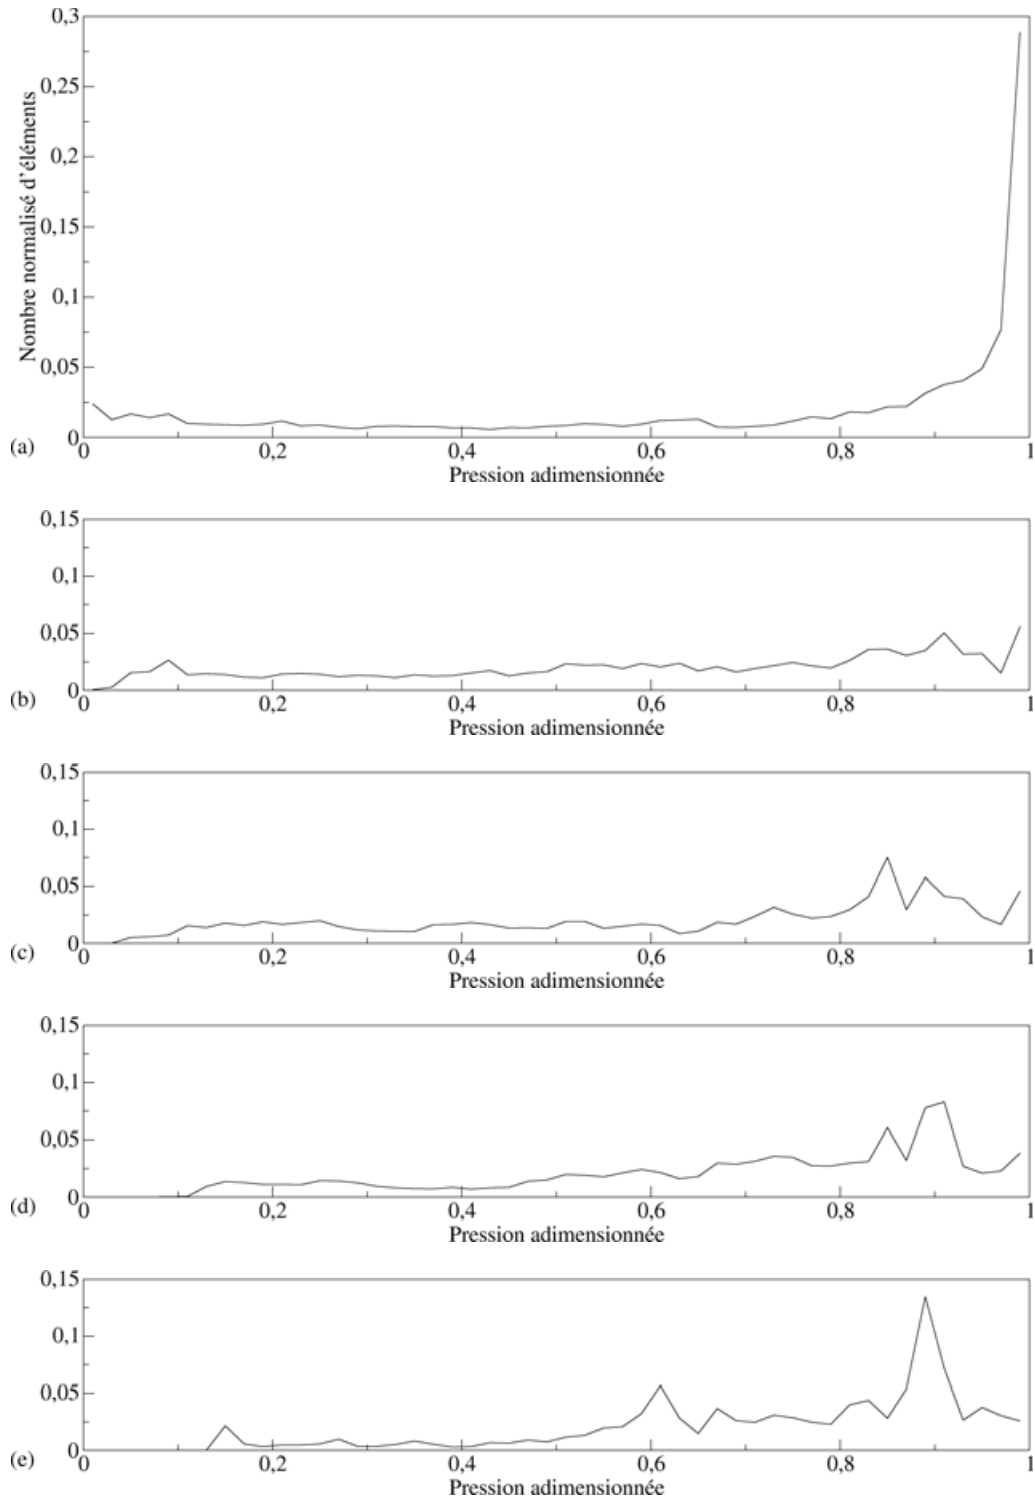 0,3
0,25
0,2
0,15
0,1
0,05
0
Nombre normalisé d'éléments
(a)
0 0,2 0,4 0,6 0,8 1
Pression adimensionnée
0,15
0,1
0,05
0
(b)
0 0,2 0,4 0,6 0,8 1
Pression adimensionnée
0,15
0,1
0,05
0
(c)
0 0,2 0,4 0,6 0,8 1
Pression adimensionnée
0,15
0,1
0,05
0
(d)
0 0,2 0,4 0,6 0,8 1
Pression adimensionnée
0,15
0,1
0,05
0
(e)
0 0,2 0,4 0,6 0,8 1
Pression adimensionnée